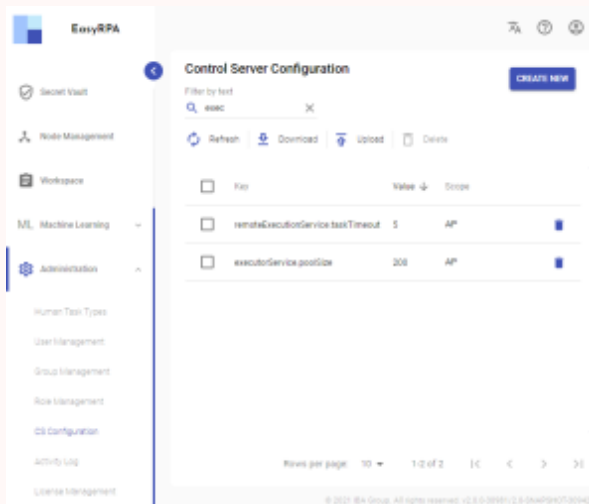 EasyRPA
Secret Vault
Node Management
Workspace
ML Machine Learning
Administration
Human Task Types
User Management
Group Management
Role Management
CS Configuration
Activity Log
License Management
Control Server Configuration
CREATE NEW
Filter by text
exec
Refresh Download Upload Delete
Key Value Scope
remoteExecutionService.taskTimeout 5 AP
executorService.poolSize 200 AP
Rows per page: 10 1-2 of 2
© 2021 IBA Group. All rights reserved.